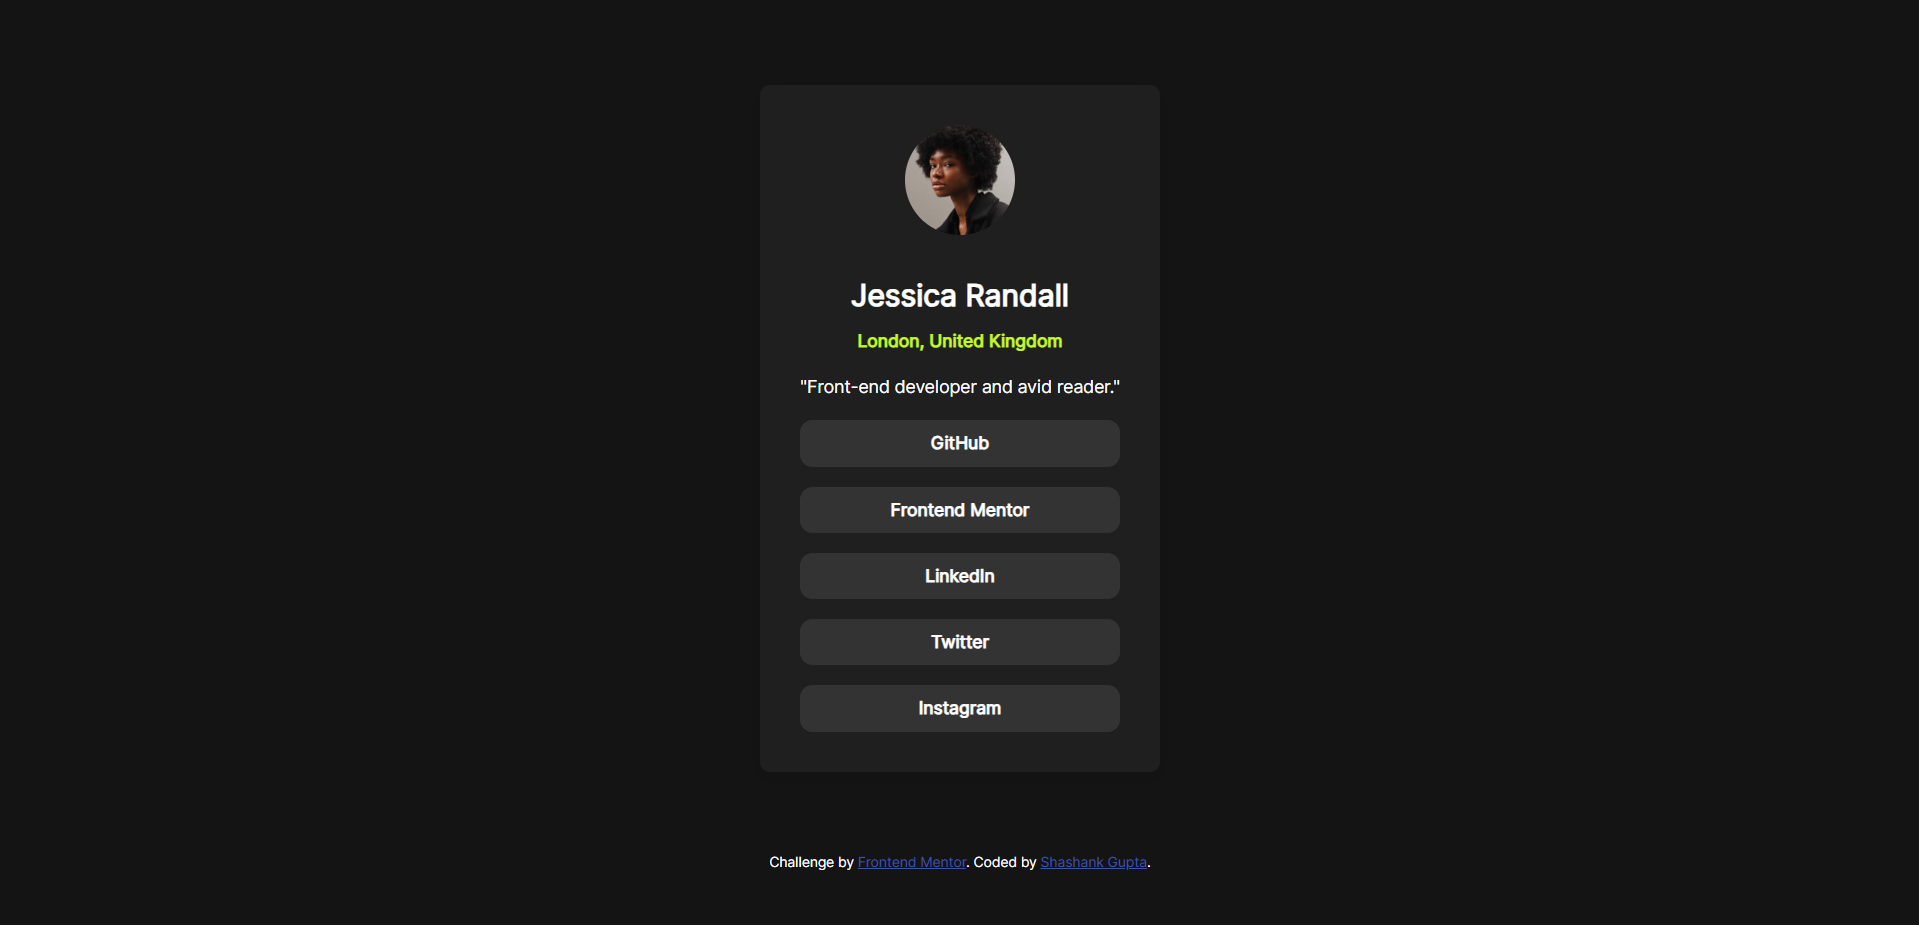 Jessica Randall
London, United Kingdom
"Front-end developer and avid reader."
GitHub
Frontend Mentor
LinkedIn
Twitter
Instagram
Challenge by Frontend Mentor. Coded by Shashank Gupta.